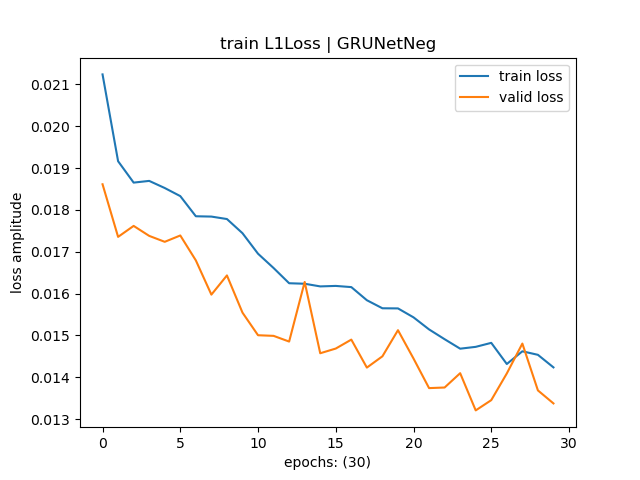 train L1Loss | GRUNetNeg
train loss
valid loss
0.021
0.020
0.019
0.018
0.017
0.016
0.015
0.014
0.013
loss amplitude
0 5 10 15 20 25 30
epochs: (30)